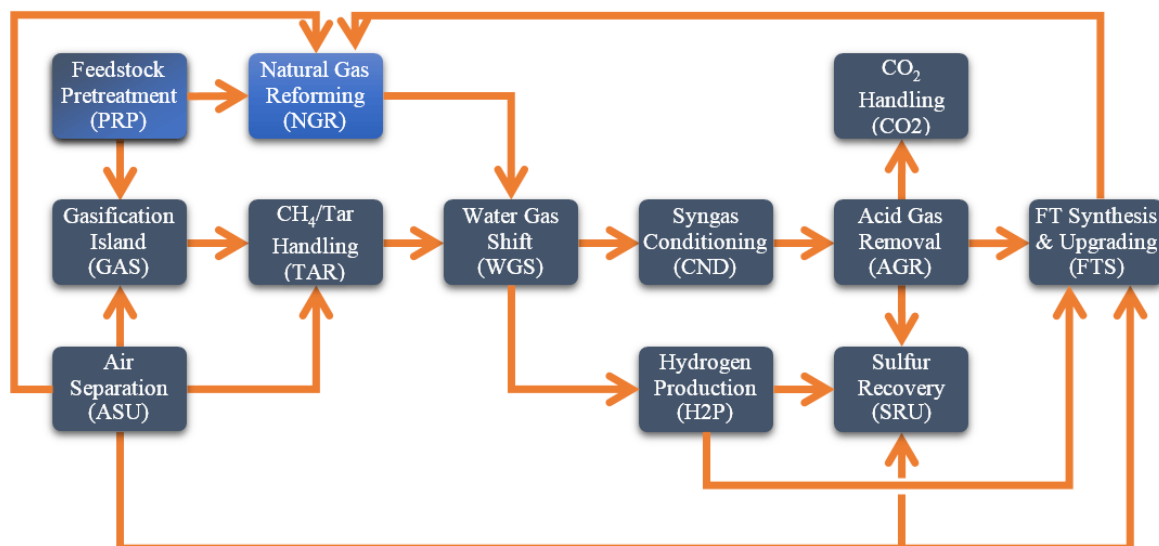 Feedstock
Pretreatment
(PRP)
Natural Gas
Reforming
(NGR)
CO₂
Handling
(CO2)
Gasification
Island
(GAS)
CH₄/Tar
Handling
(TAR)
Water Gas
Shift
(WGS)
Syngas
Conditioning
(CND)
Acid Gas
Removal
(AGR)
FT Synthesis
& Upgrading
(FTS)
Air
Separation
(ASU)
Hydrogen
Production
(H2P)
Sulfur
Recovery
(SRU)